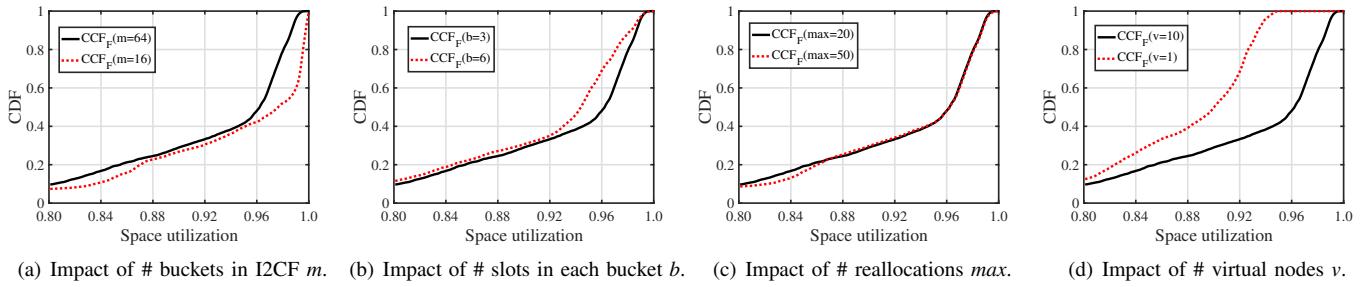 1
0.8
0.6
0.4
0.2
0
CDF
CCF_F(m=64)
CCF_F(m=16)
0.80 0.84 0.88 0.92 0.96 1.0
Space utilization
(a) Impact of # buckets in I2CF m.
1
0.8
0.6
0.4
0.2
0
CDF
CCF_F(b=3)
CCF_F(b=6)
0.80 0.84 0.88 0.92 0.96 1.0
Space utilization
(b) Impact of # slots in each bucket b.
1
0.8
0.6
0.4
0.2
0
CDF
CCF_F(max=20)
CCF_F(max=50)
0.80 0.84 0.88 0.92 0.96 1.0
Space utilization
(c) Impact of # reallocations max.
1
0.8
0.6
0.4
0.2
0
CDF
CCF_F(v=10)
CCF_F(v=1)
0.80 0.84 0.88 0.92 0.96 1.0
Space utilization
(d) Impact of # virtual nodes v.